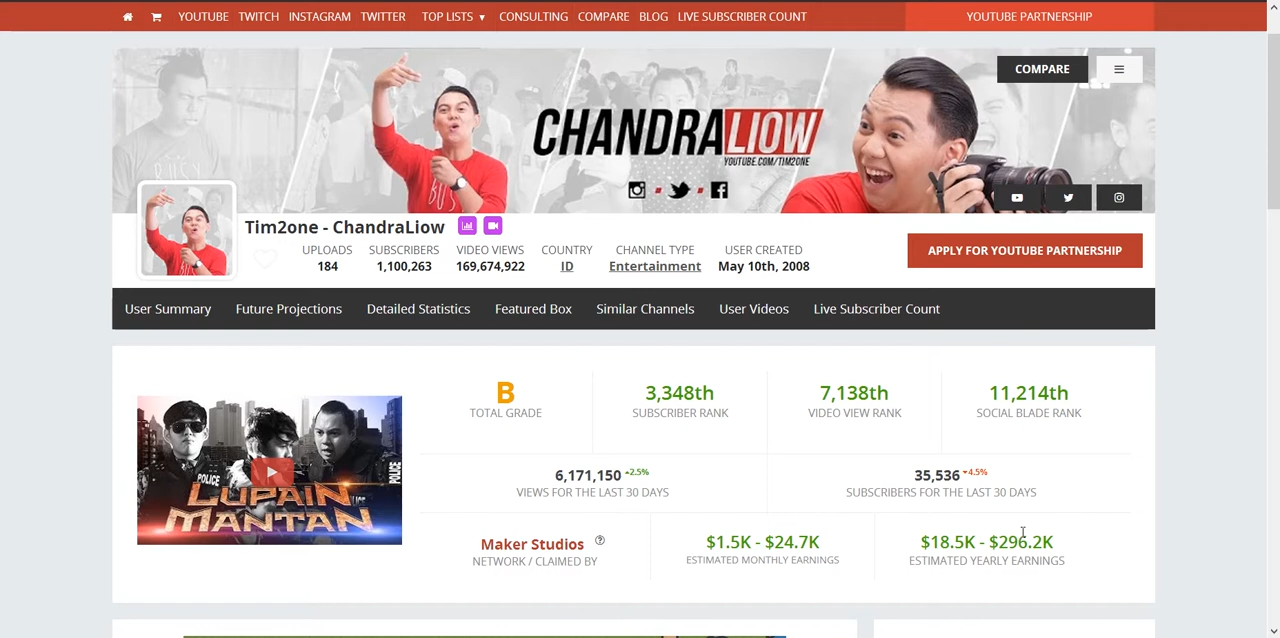 YOUTUBE TWITCH INSTAGRAM TWITTER TOP LISTS ▼ CONSULTING COMPARE BLOG LIVE SUBSCRIBER COUNT YOUTUBE PARTNERSHIP
COMPARE
CHANDRALIOW
YOUTUBE.COM/TIM2ONE
Tim2one - ChandraLiow
UPLOADS SUBSCRIBERS VIDEO VIEWS COUNTRY CHANNEL TYPE USER CREATED
184 1,100,263 169,674,922 ID Entertainment May 10th, 2008
APPLY FOR YOUTUBE PARTNERSHIP
User Summary Future Projections Detailed Statistics Featured Box Similar Channels User Videos Live Subscriber Count
POLICE
POLICE
LUPAIN
MANTAN
B 3,348th 7,138th 11,214th
TOTAL GRADE SUBSCRIBER RANK VIDEO VIEW RANK SOCIAL BLADE RANK
6,171,150 2.5% 35,536 4.5%
VIEWS FOR THE LAST 30 DAYS SUBSCRIBERS FOR THE LAST 30 DAYS
Maker Studios $1.5K - $24.7K $18.5K - $296.2K
NETWORK / CLAIMED BY ESTIMATED MONTHLY EARNINGS ESTIMATED YEARLY EARNINGS